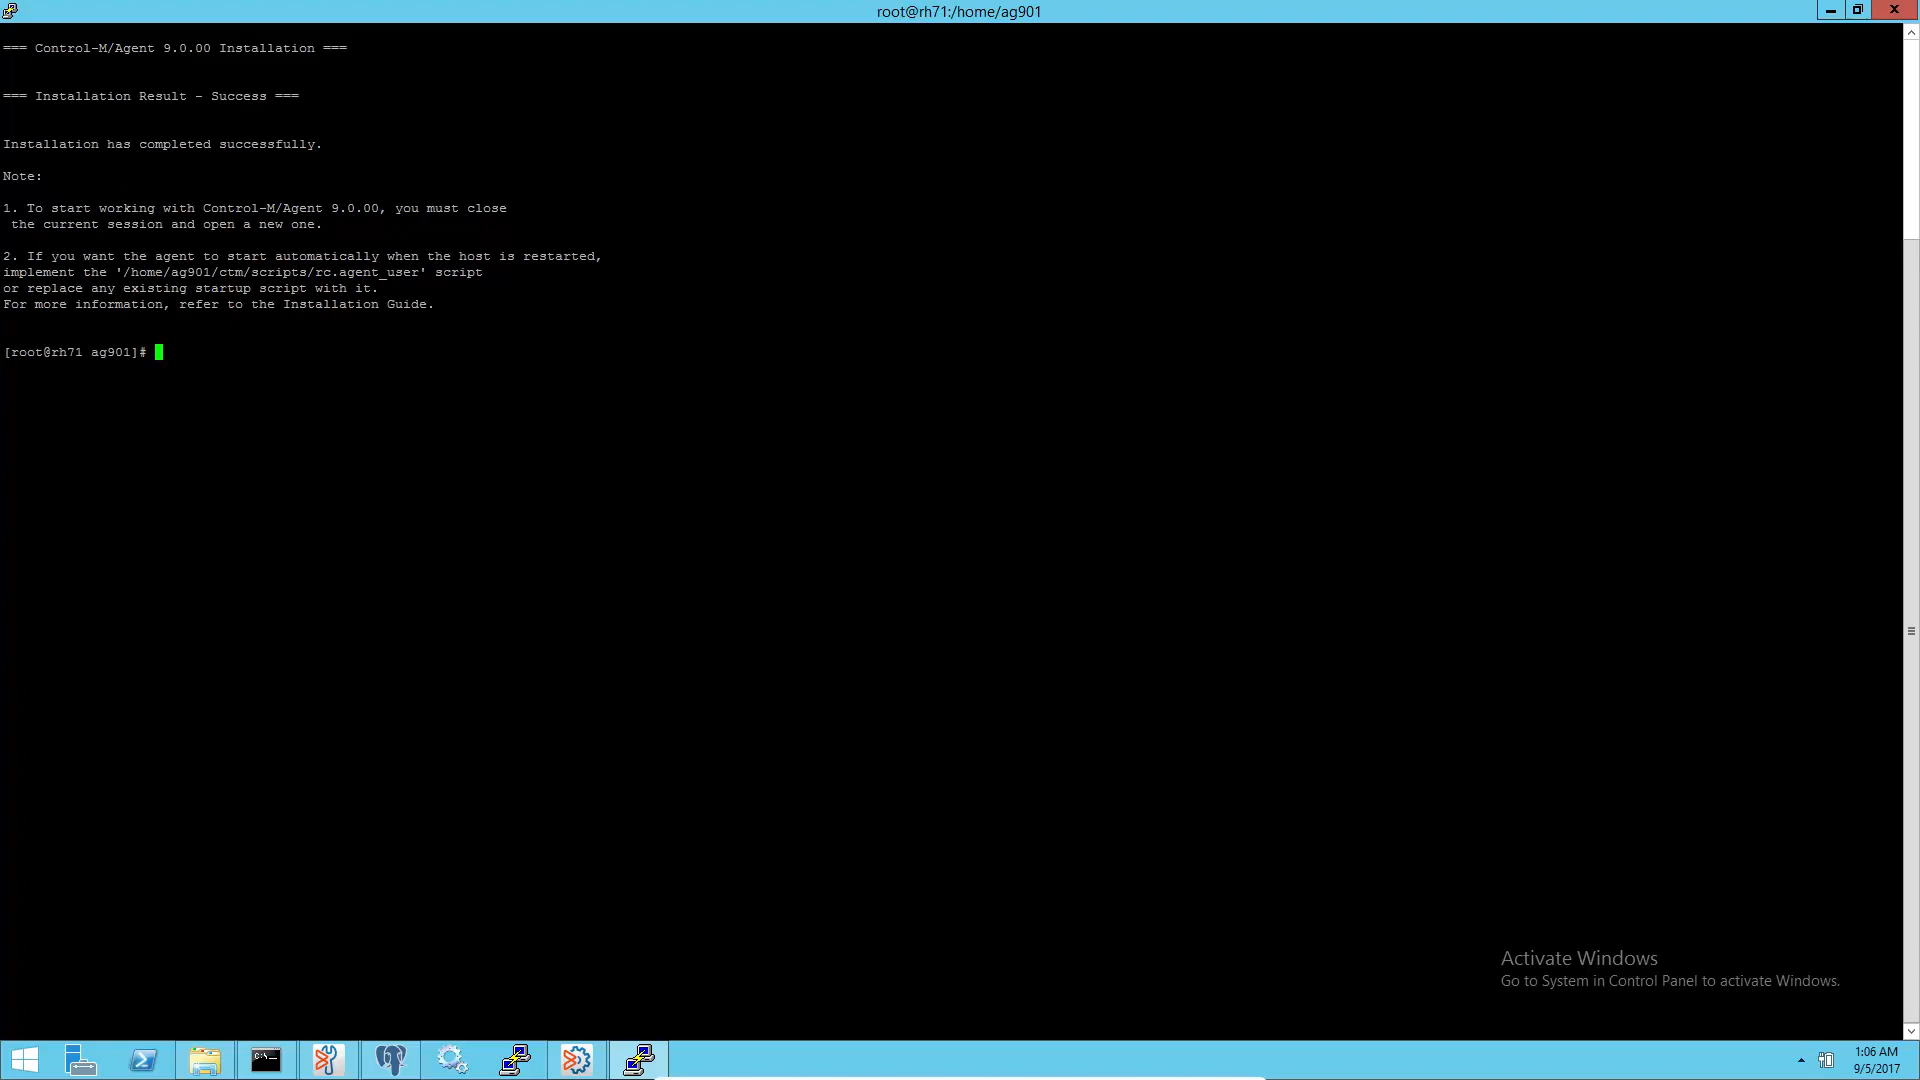 root@rh71:/home/ag901
=== Control-M/Agent 9.0.00 Installation ===
=== Installation Result - Success ===
Installation has completed successfully.
Note:
1. To start working with Control-M/Agent 9.0.00, you must close
the current session and open a new one.
2. If you want the agent to start automatically when the host is restarted,
implement the '/home/ag901/ctm/scripts/rc.agent_user' script
or replace any existing startup script with it.
For more information, refer to the Installation Guide.
[root@rh71 ag901]#
Activate Windows
Go to System in Control Panel to activate Windows.
C:\_
1:06 AM
9/5/2017